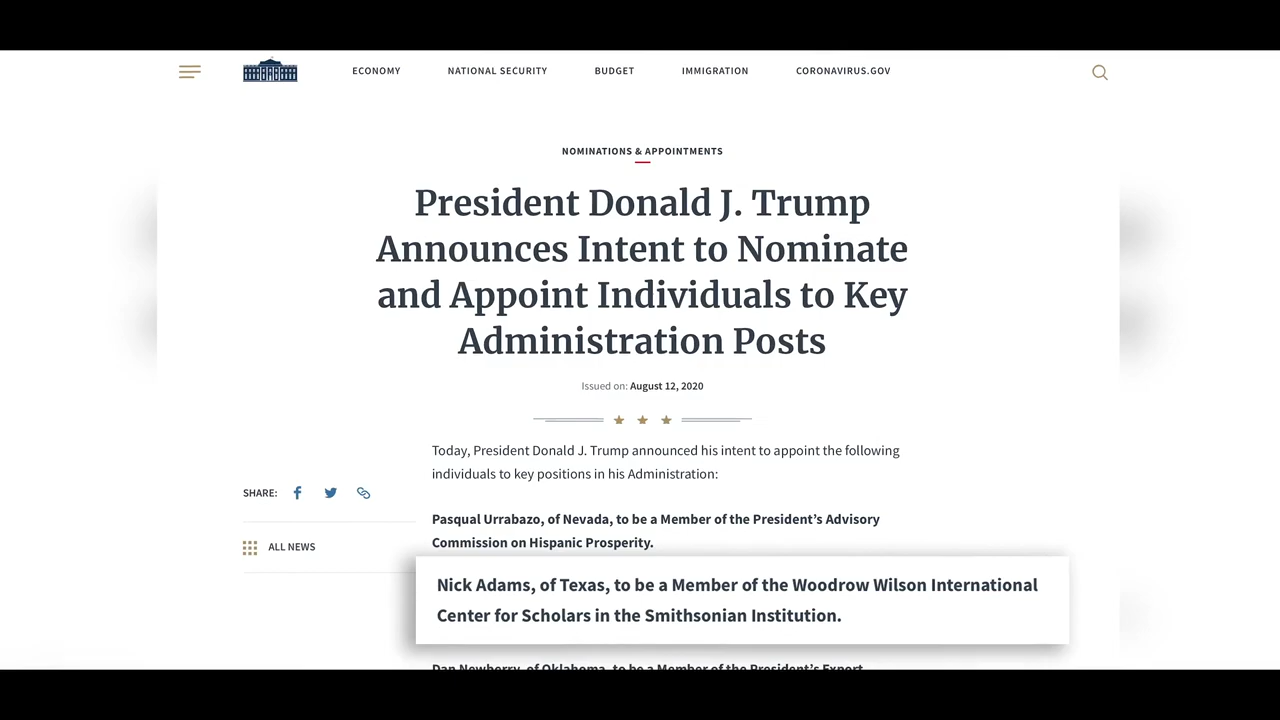 ECONOMY NATIONAL SECURITY BUDGET IMMIGRATION CORONAVIRUS.GOV
NOMINATIONS & APPOINTMENTS
President Donald J. Trump
Announces Intent to Nominate
and Appoint Individuals to Key
Administration Posts
Issued on: August 12, 2020
Today, President Donald J. Trump announced his intent to appoint the following
individuals to key positions in his Administration:
SHARE:
ALL NEWS
Pasqual Urrabazo, of Nevada, to be a Member of the President’s Advisory
Commission on Hispanic Prosperity.
Nick Adams, of Texas, to be a Member of the Woodrow Wilson International
Center for Scholars in the Smithsonian Institution.
Dan Newberry, of Oklahoma, to be a Member of the President’s Export